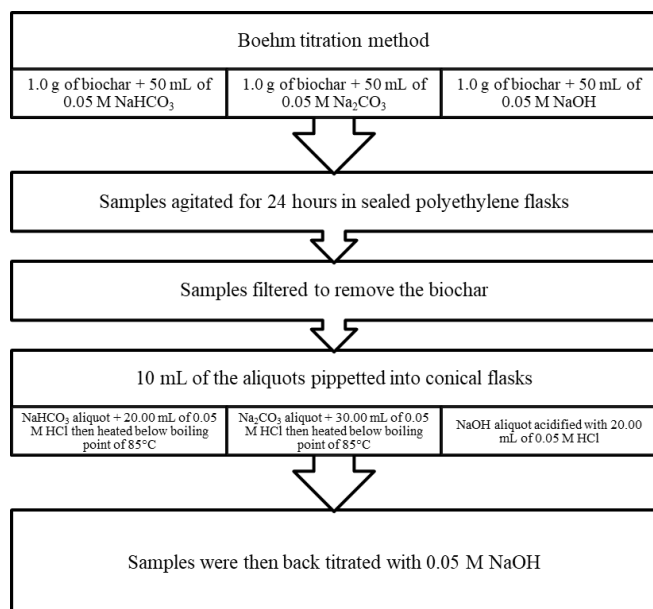 Boehm titration method
1.0 g of biochar + 50 mL of
0.05 M NaHCO₃
1.0 g of biochar + 50 mL of
0.05 M Na₂CO₃
1.0 g of biochar + 50 mL of
0.05 M NaOH
Samples agitated for 24 hours in sealed polyethylene flasks
Samples filtered to remove the biochar
10 mL of the aliquots pippetted into conical flasks
NaHCO₃ aliquot + 20.00 mL of 0.05
M HCl then heated below boiling
point of 85°C
Na₂CO₃ aliquot + 30.00 mL of 0.05
M HCl then heated below boiling
point of 85°C
NaOH aliquot acidified with 20.00
mL of 0.05 M HCl
Samples were then back titrated with 0.05 M NaOH